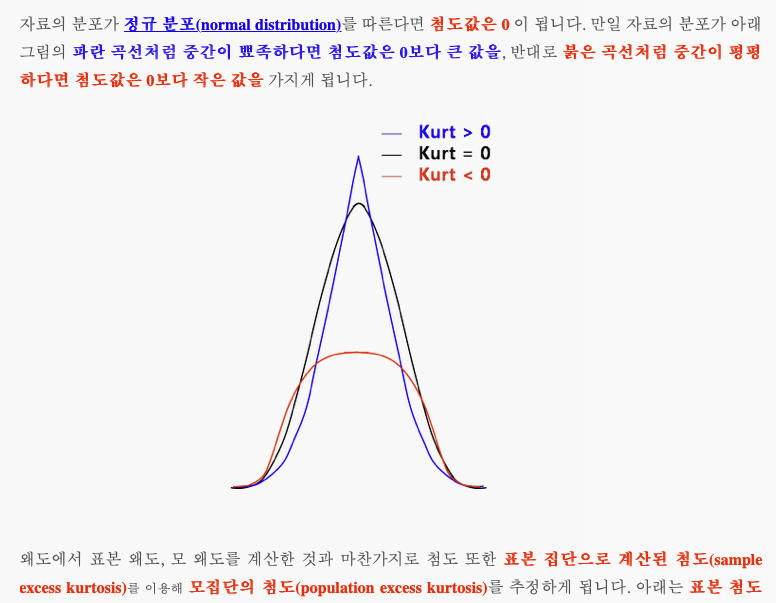 자료의 분포가 정규 분포(normal distribution)를 따른다면 첨도값은 0 이 됩니다. 만일 자료의 분포가 아래
그림의 파란 곡선처럼 중간이 뾰족하다면 첨도값은 0보다 큰 값을, 반대로 붉은 곡선처럼 중간이 평평
하다면 첨도값은 0보다 작은 값을 가지게 됩니다.
Kurt > 0
Kurt = 0
Kurt < 0
왜도에서 표본 왜도, 모 왜도를 계산한 것과 마찬가지로 첨도 또한 표본 집단으로 계산된 첨도(sample
excess kurtosis)를 이용해 모집단의 첨도(population excess kurtosis)를 추정하게 됩니다. 아래는 표본 첨도